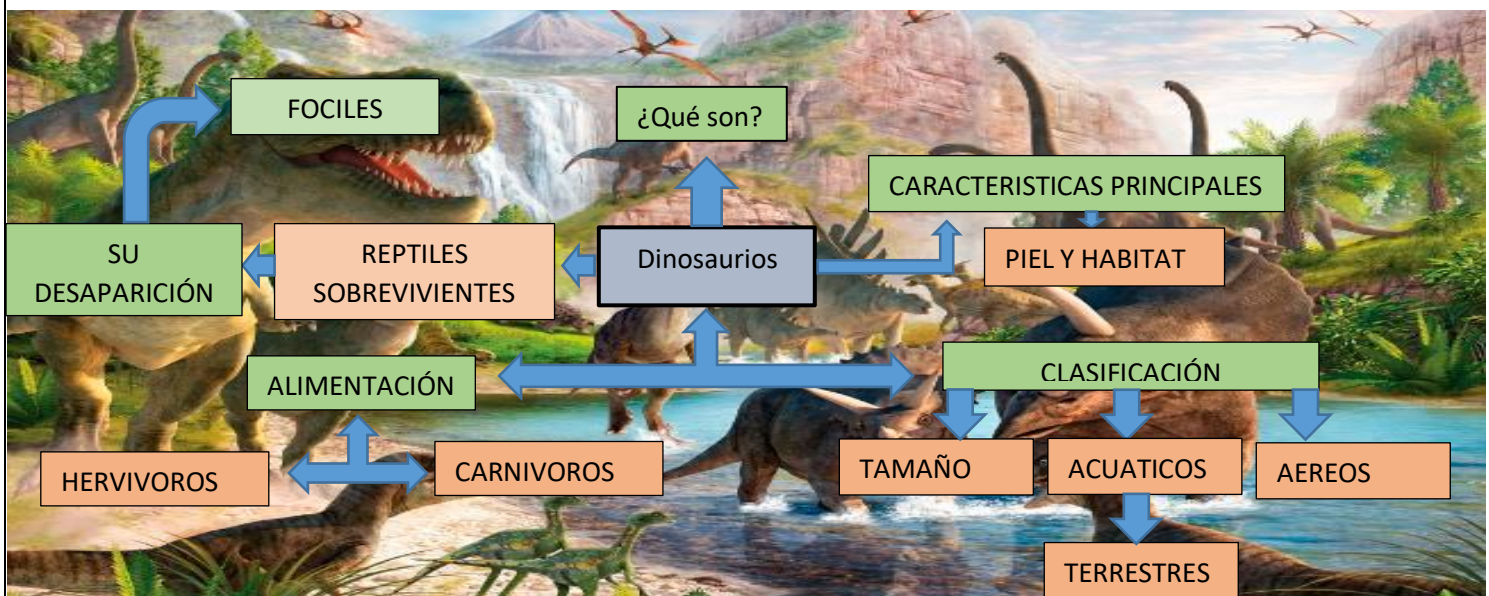 FOCILES
¿Qué son?
CARACTERISTICAS PRINCIPALES
SU
DESAPARICIÓN
REPTILES
SOBREVIVIENTES
Dinosaurios
PIEL Y HABITAT
ALIMENTACIÓN
CLASIFICACIÓN
HERVIVOROS
CARNIVOROS
TAMAÑO
ACUATICOS
AEREOS
TERRESTRES